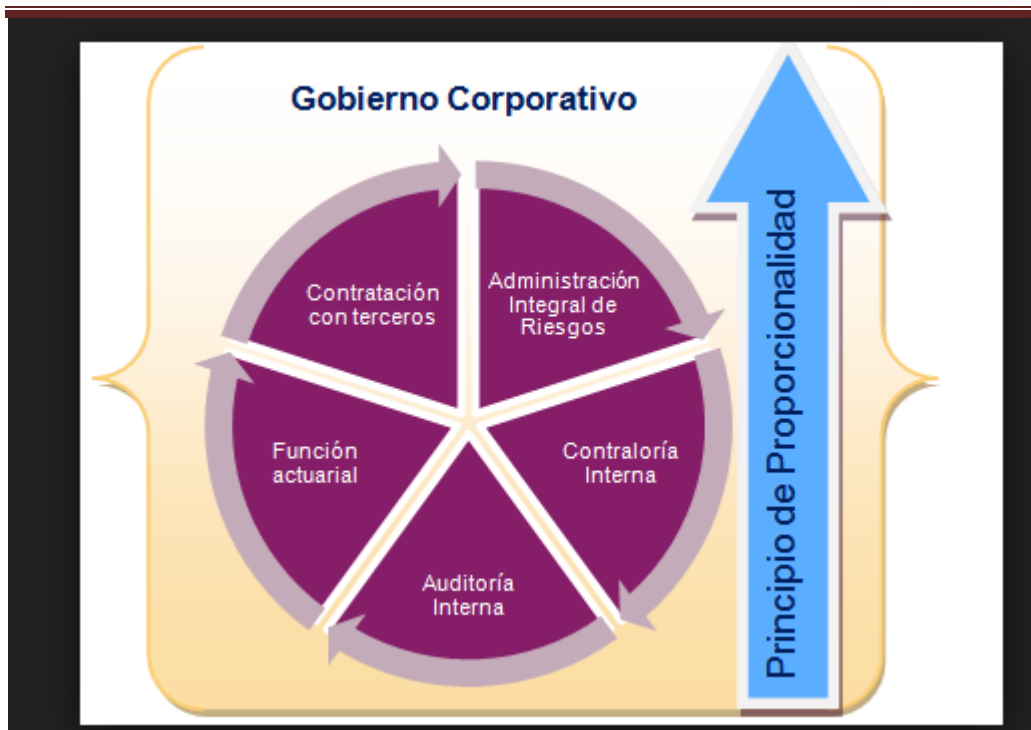 Gobierno Corporativo
Administración
Integral de
Riesgos
Contraloría
Interna
Auditoría
Interna
Función
actuarial
Contratación
con terceros
Principio de Proporcionalidad